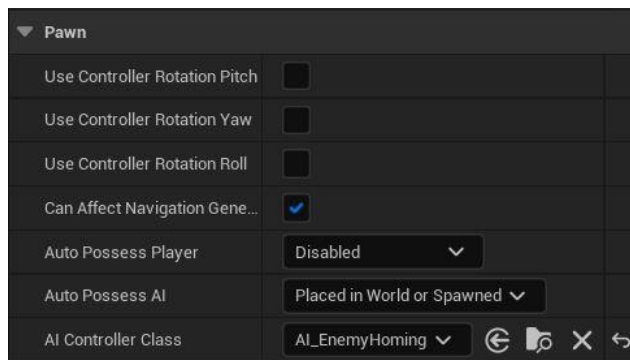 Pawn
Use Controller Rotation Pitch
Use Controller Rotation Yaw
Use Controller Rotation Roll
Can Affect Navigation Gene...
Auto Possess Player Disabled
Auto Possess AI Placed in World or Spawned
AI Controller Class AI_EnemyHoming